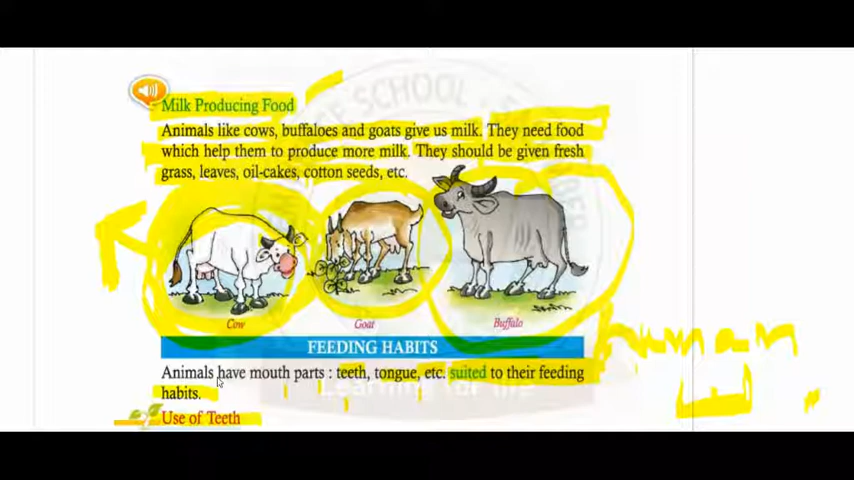 Milk Producing Food
Animals like cows, buffaloes and goats give us milk. They need food
which help them to produce more milk. They should be given fresh
grass, leaves, oil-cakes, cotton seeds, etc.
Cow
Goat
Buffalo
human
FEEDING HABITS
Animals have mouth parts : teeth, tongue, etc. suited to their feeding
habits.
Use of Teeth